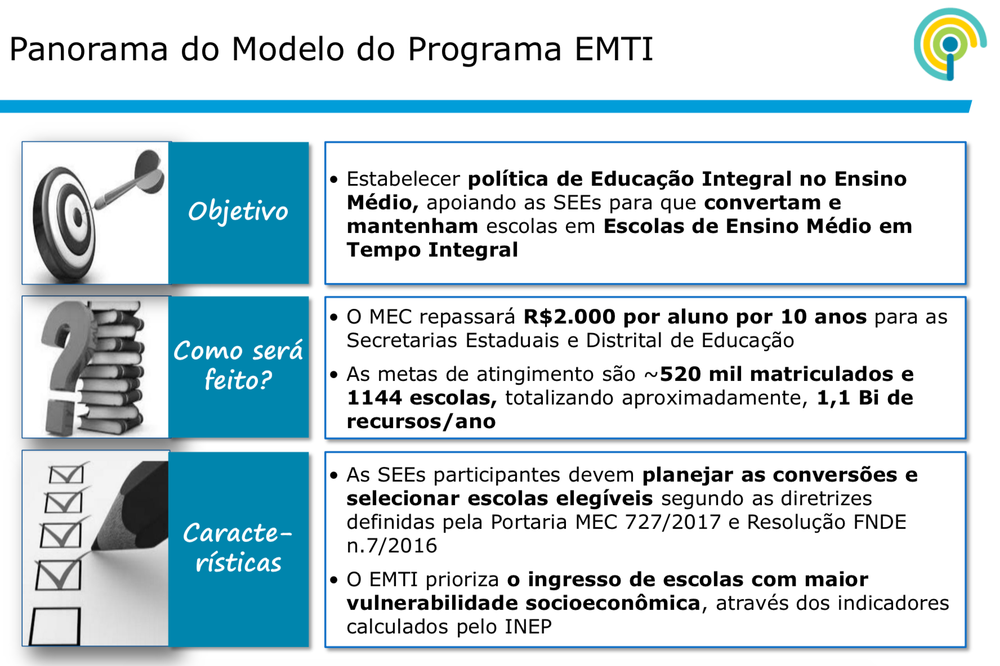 Panorama do Modelo do Programa EMTI
Objetivo
• Estabelecer política de Educação Integral no Ensino
Médio, apoiando as SEEs para que convertam e
mantenham escolas em Escolas de Ensino Médio em
Tempo Integral
Como será
feito?
• O MEC repassará R$2.000 por aluno por 10 anos para as
Secretarias Estaduais e Distrital de Educação
• As metas de atingimento são ~520 mil matriculados e
1144 escolas, totalizando aproximadamente, 1,1 Bi de
recursos/ano
Caracte-
rísticas
• As SEEs participantes devem planejar as conversões e
selecionar escolas elegíveis segundo as diretrizes
definidas pela Portaria MEC 727/2017 e Resolução FNDE
n.7/2016
• O EMTI prioriza o ingresso de escolas com maior
vulnerabilidade socioeconômica, através dos indicadores
calculados pelo INEP